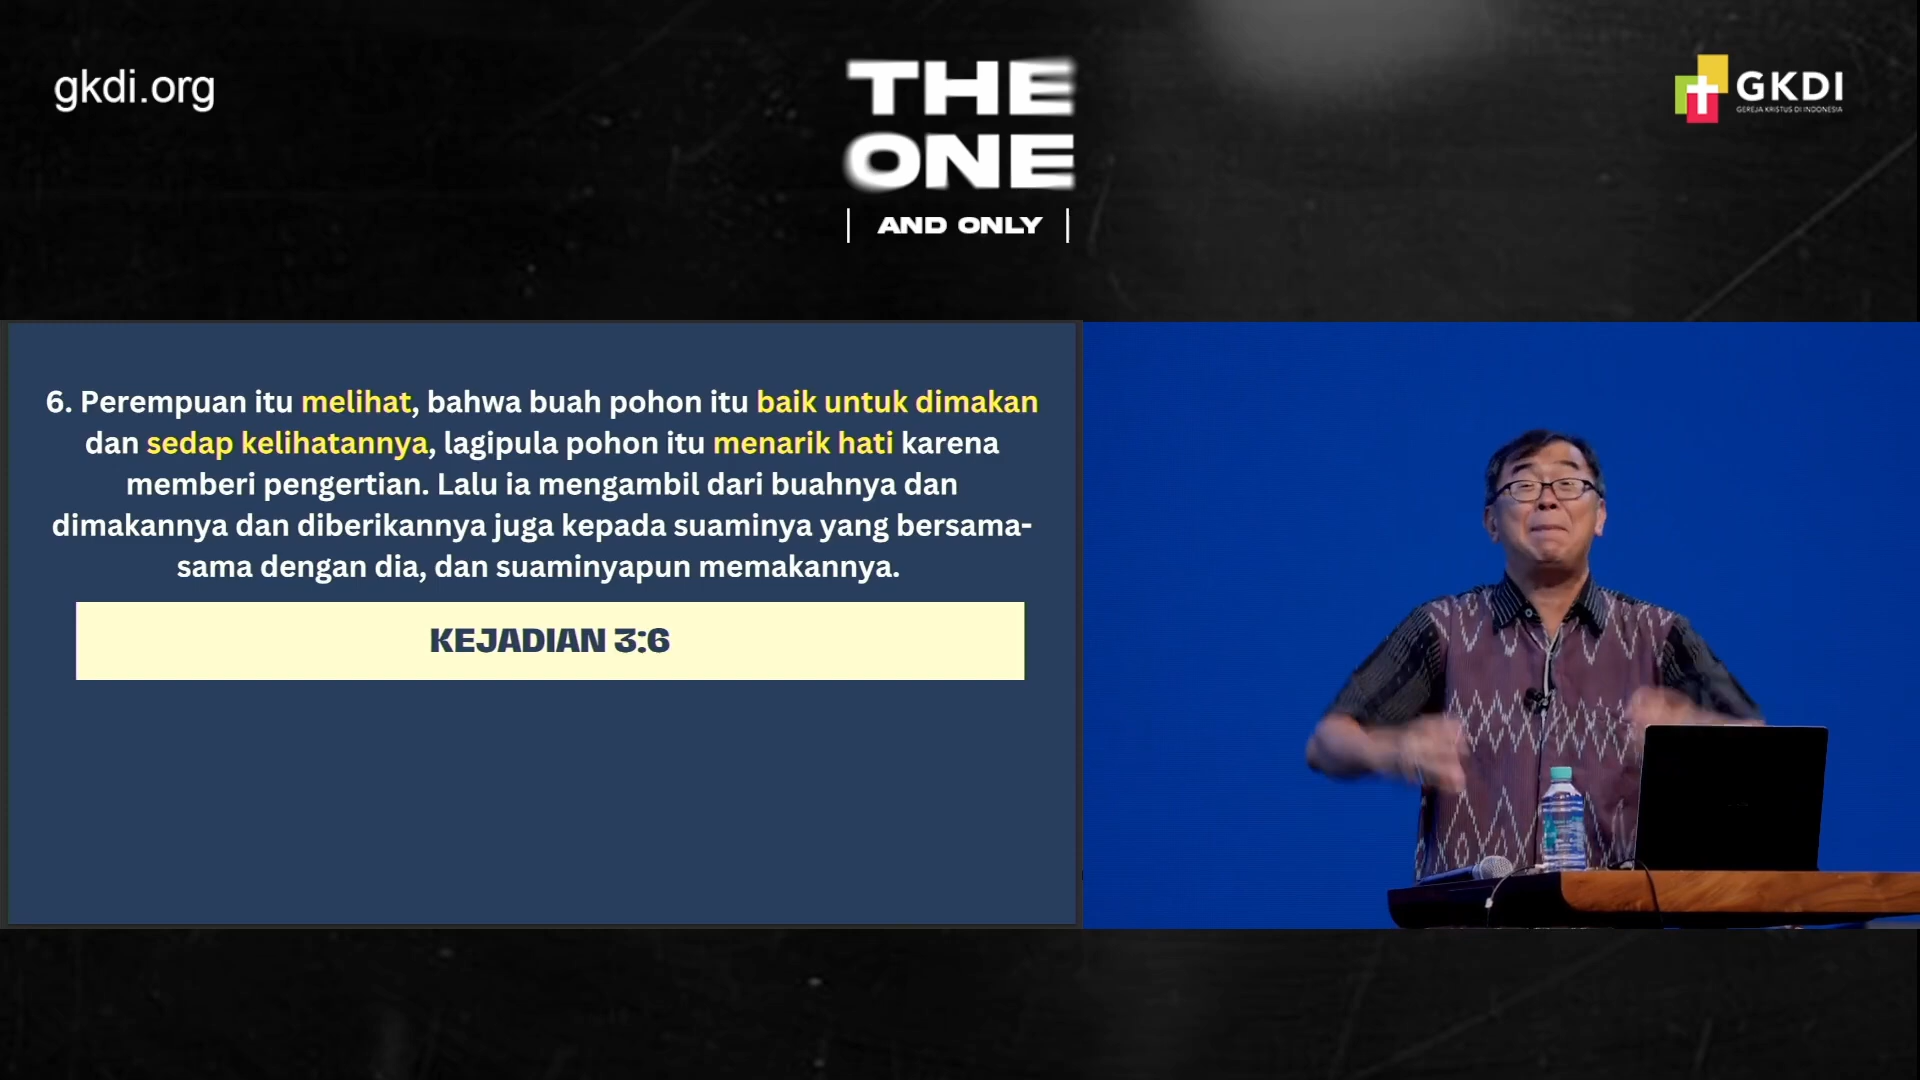 gkdi.org
THE
ONE
AND ONLY
GKDI
GEREJA KRISTUS DI INDONESIA
6. Perempuan itu melihat, bahwa buah pohon itu baik untuk dimakan
dan sedap kelihatannya, lagipula pohon itu menarik hati karena
memberi pengertian. Lalu ia mengambil dari buahnya dan
dimakannya dan diberikannya juga kepada suaminya yang bersama-
sama dengan dia, dan suaminyapun memakannya.
KEJADIAN 3:6